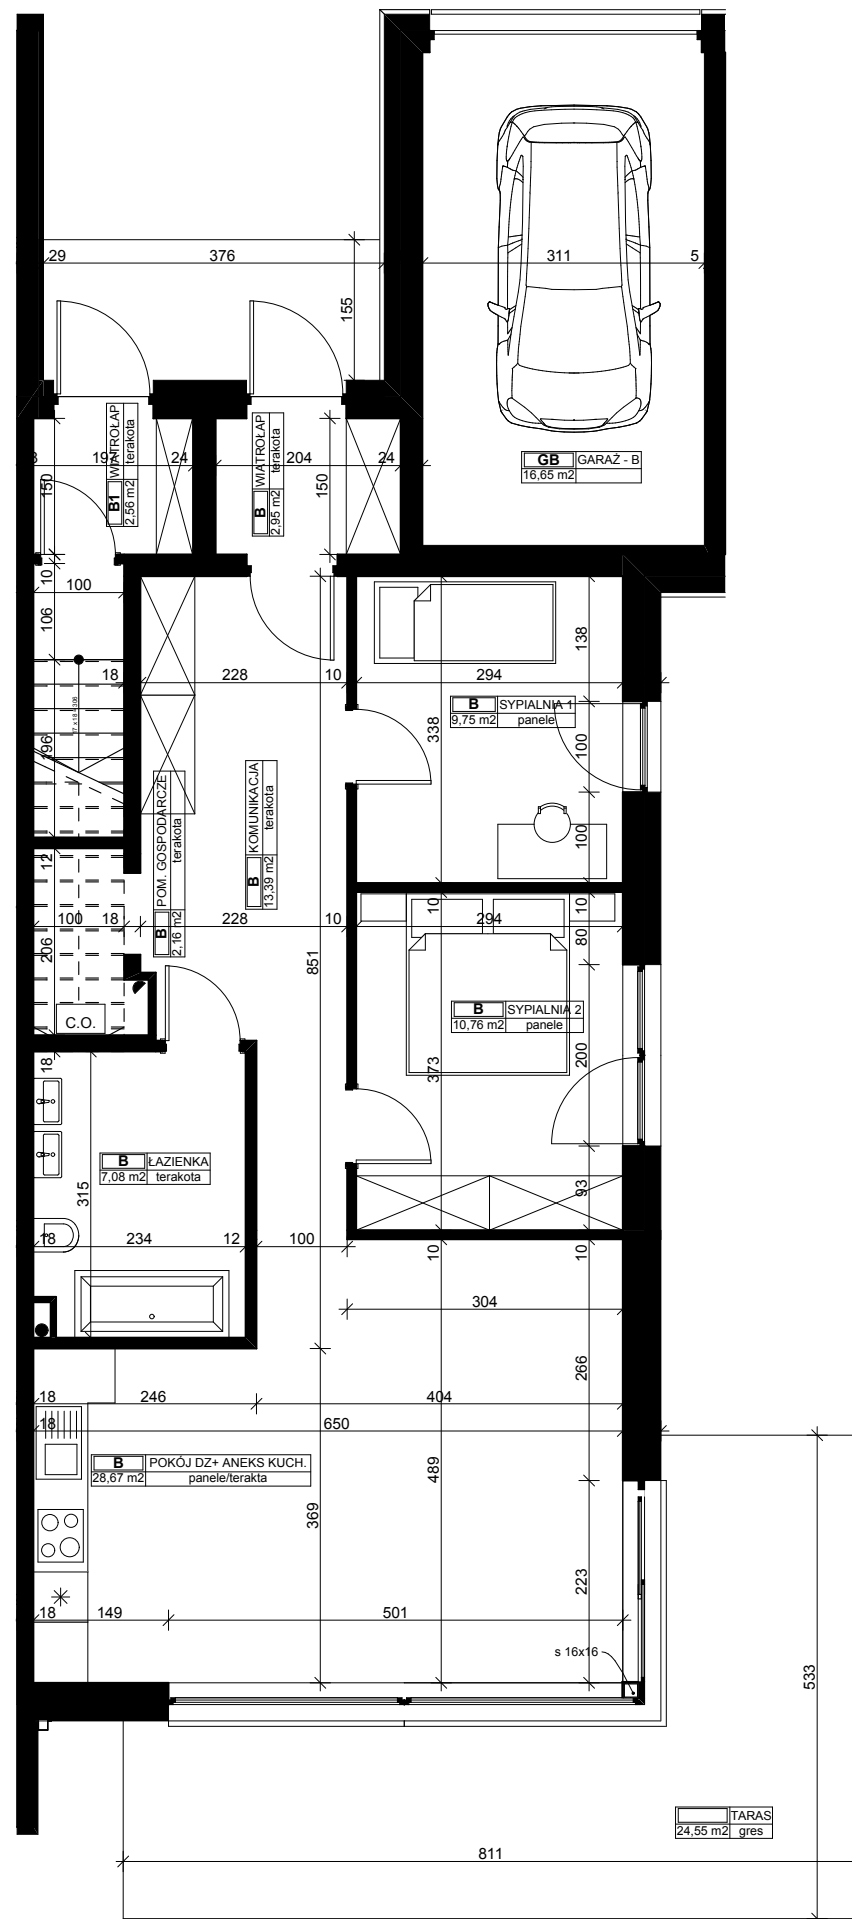 29
376
311
5
155
B1
WIATROŁAP
2,56 m2
terakota
B
WIATROŁAP
2,95 m2
terakota
GB
GARAŻ - B
16,65 m2
24
204
24
150
150
10
100
106
138
18
228
10
294
B
SYPIALNIA 1
9,75 m2
panele
338
100
196
B
POM. GOSPODARCZE
2,16 m2
terakota
B
KOMUNIKACJA
13,39 m2
terakota
100
12
10
10
100
18
228
10
294
206
80
851
C.O.
B
SYPIALNIA 2
10,76 m2
panele
18
373
200
B
ŁAZIENKA
7,08 m2
terakota
315
93
18
234
12
100
10
10
304
266
18
246
404
18
650
B
POKÓJ DZ+ ANEKS KUCH.
28,67 m2
panele/terakta
489
369
223
18
149
501
s 16x16
533
TARAS
24,55 m2
gres
811